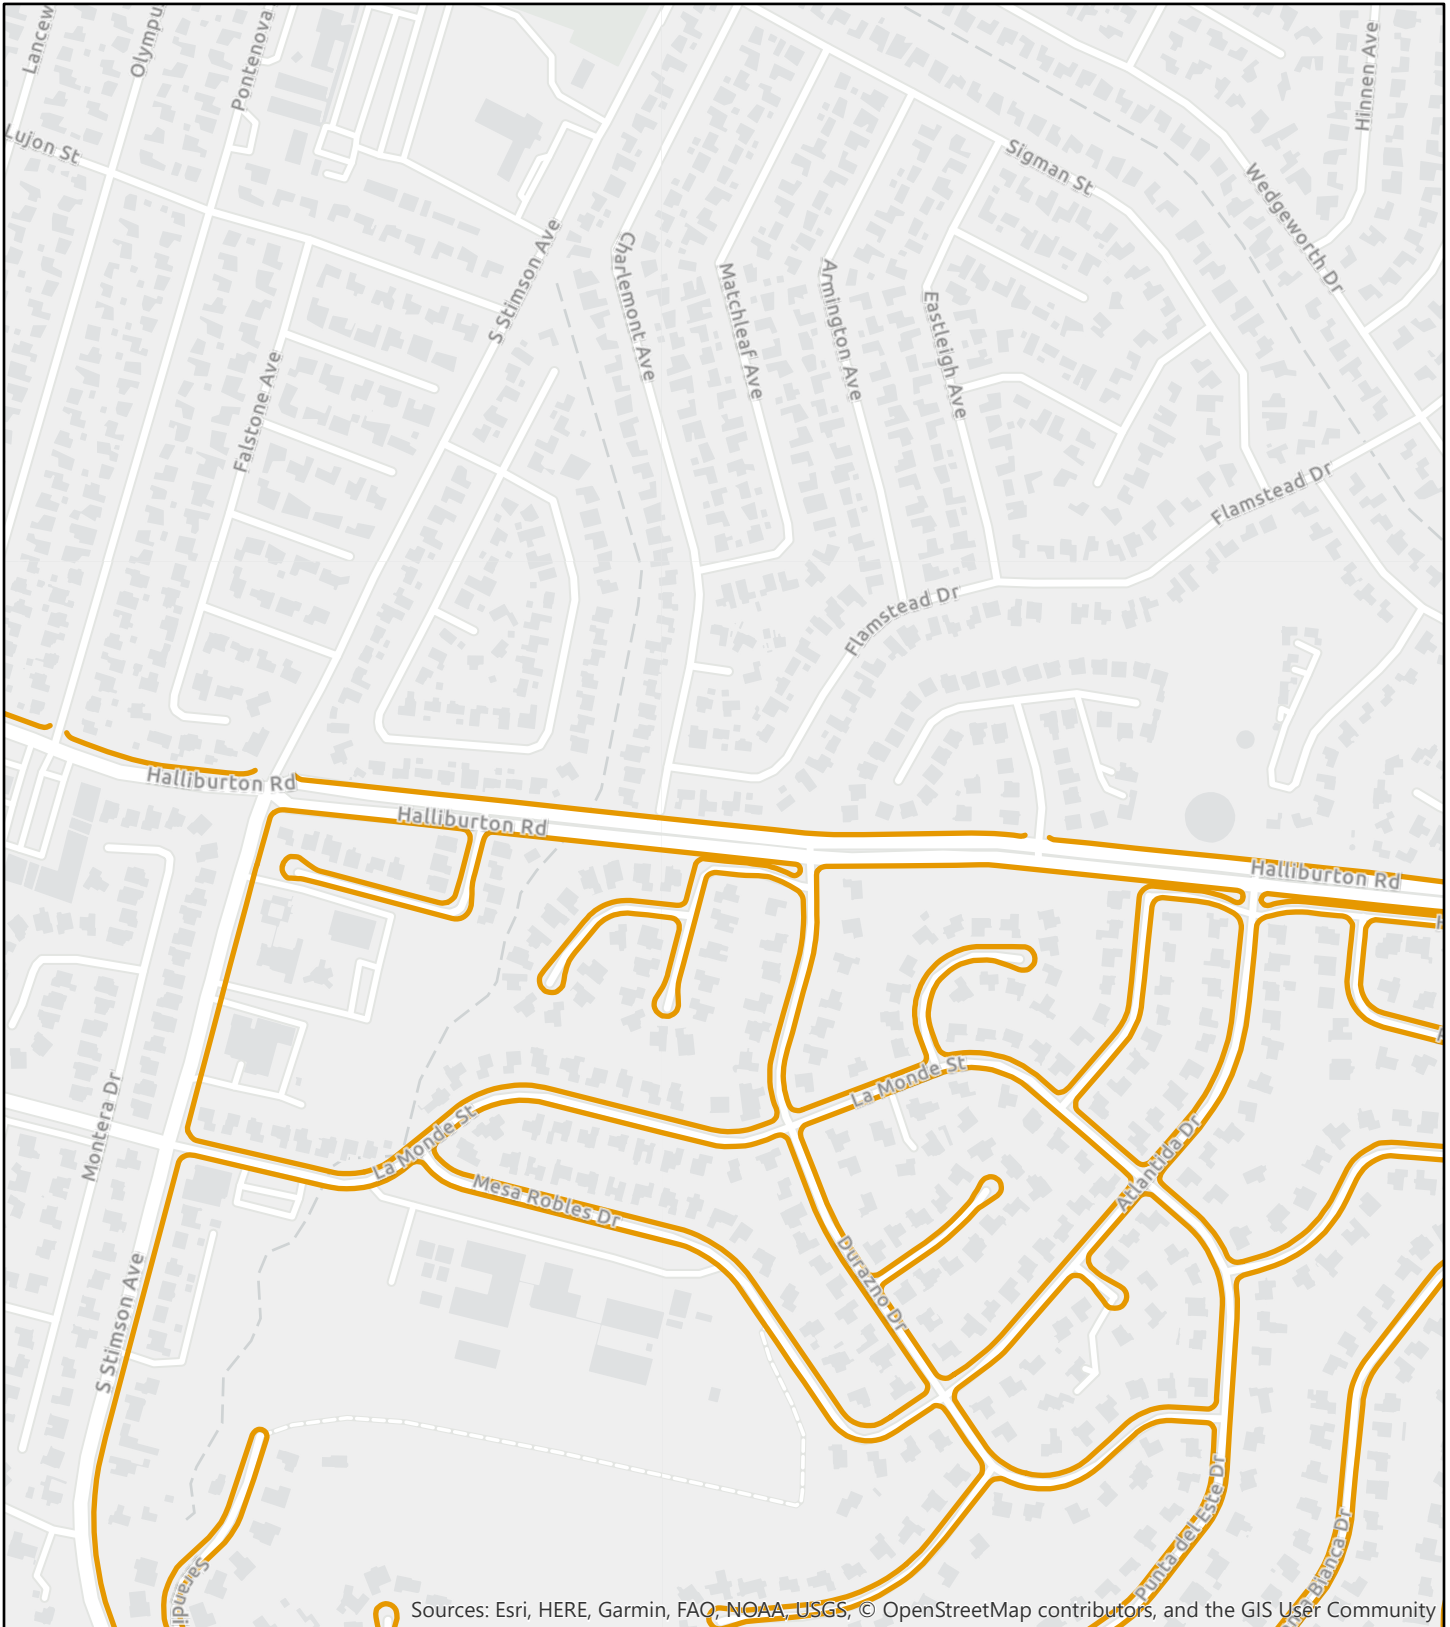 Lancew
Olympu
Pontenova
Hinnen Ave
Lujon St
Sigman St
Wedgeworth Dr
S Stimson Ave
Charlemont Ave
Matchleaf Ave
Armington Ave
Eastleigh Ave
Falstone Ave
Flamstead Dr
Flamstead Dr
Halliburton Rd
Halliburton Rd
Halliburton Rd
H
La Monde St
Montera Dr
La Monde St
Atlantida Dr
Mesa Robles Dr
Durazno Dr
S Stimson Ave
Punta del Este Dr
Bianca Dr
Sarandi
Sources: Esri, HERE, Garmin, FAO, NOAA, USGS, © OpenStreetMap contributors, and the GIS User Community